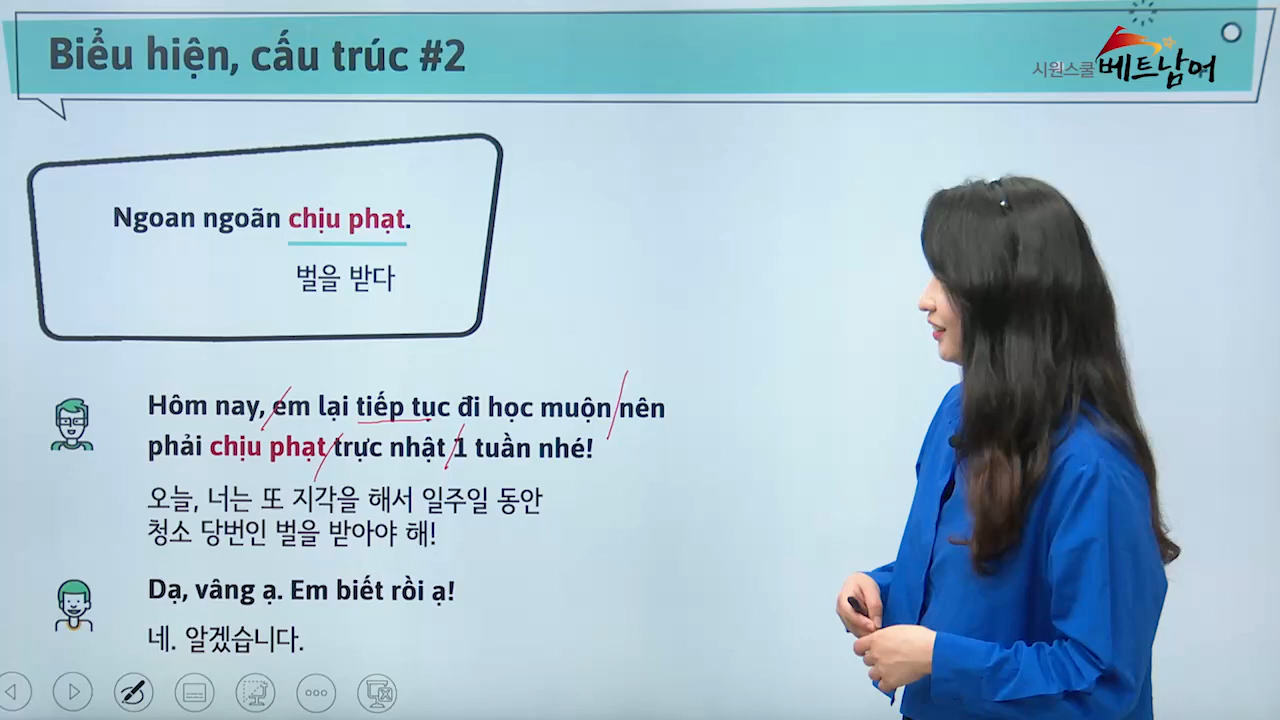 Biểu hiện, cấu trúc #2
시원스쿨 베트남어
Ngoan ngoãn chịu phạt.
벌을 받다
Hôm nay, em lại tiếp tục đi học muộn nên
phải chịu phạt trực nhật 1 tuần nhé!
오늘, 너는 또 지각을 해서 일주일 동안
청소 당번인 벌을 받아야 해!
Dạ, vâng ạ. Em biết rồi ạ!
네. 알겠습니다.